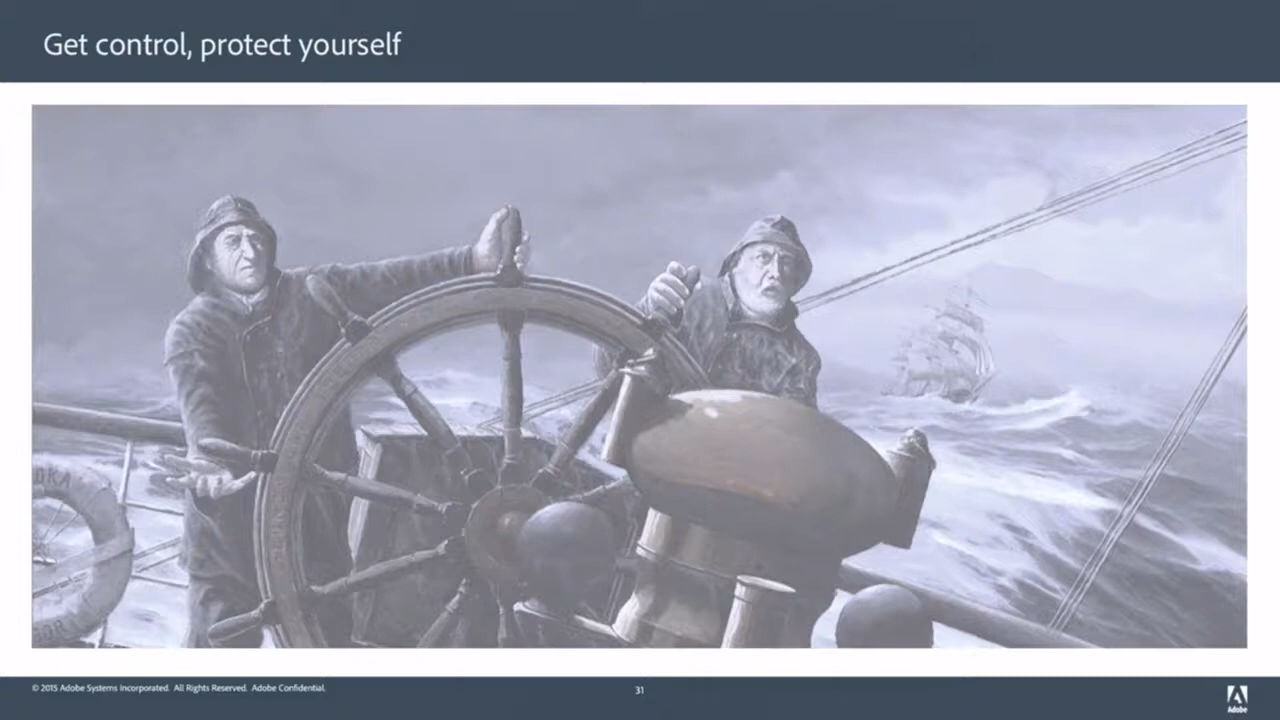 Get control, protect yourself
© 2015 Adobe Systems Incorporated. All Rights Reserved. Adobe Confidential.
31
Adobe